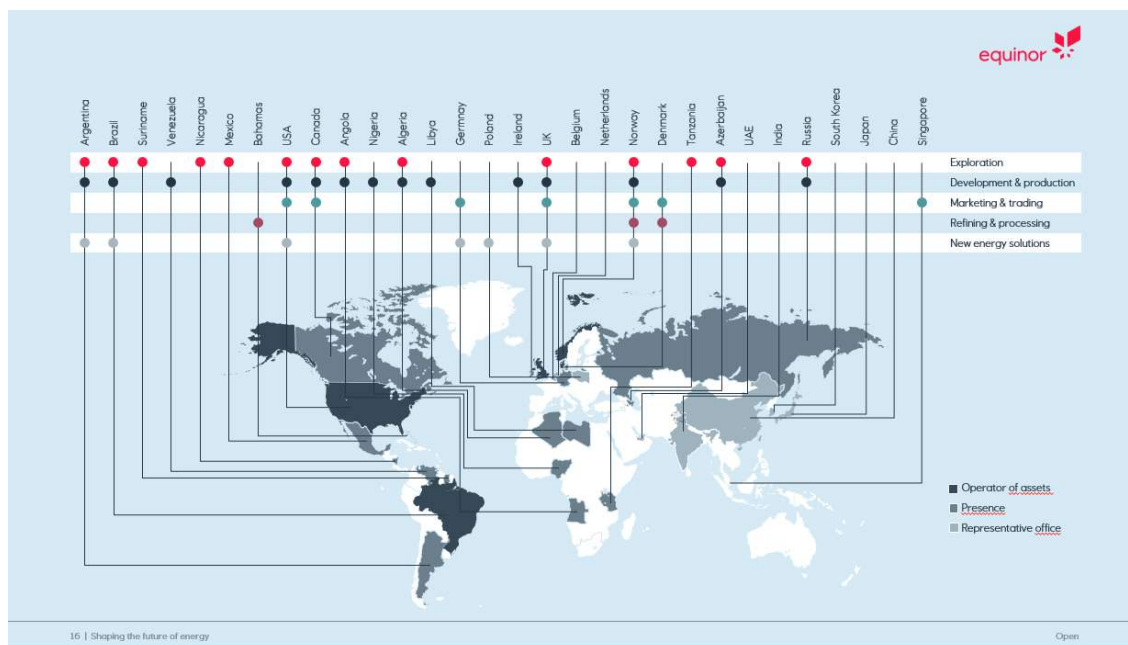 equinor
Argentina
Brazil
Suriname
Venezuela
Nicaragua
Mexico
Bahamas
USA
Canada
Angola
Nigeria
Algeria
Libya
Germnay
Poland
Ireland
UK
Belgium
Netherlands
Norway
Denmark
Tanzania
Azerbaijan
UAE
India
Russia
South Korea
Japan
China
Singapore
Exploration
Development & production
Marketing & trading
Refining & processing
New energy solutions
Operator of assets
Presence
Representative office
16 | Shaping the future of energy
Open